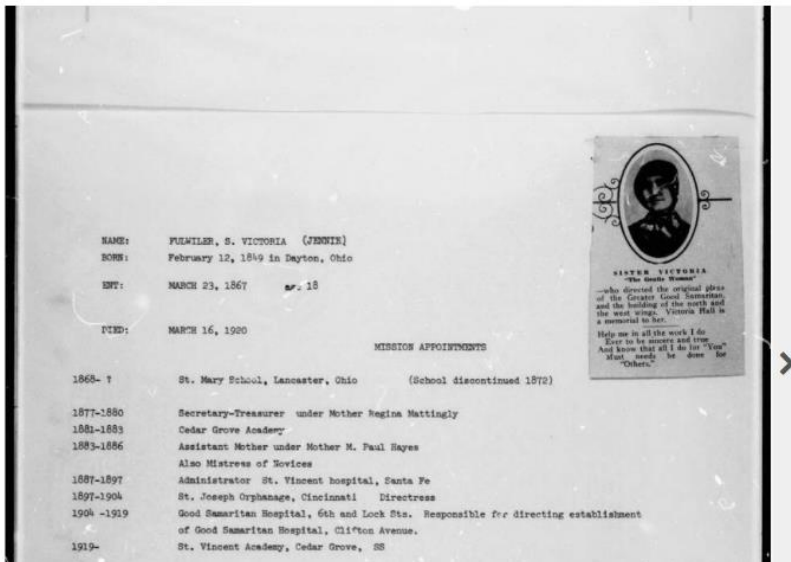 NAME: FULWILER, S. VICTORIA (JENNIE)
BORN: February 12, 1849 in Dayton, Ohio
ENT: MARCH 23, 1867 18
DIED: MARCH 16, 1920
MISSION APPOINTMENTS
1868- ? St. Mary School, Lancaster, Ohio (School discontinued 1872)
1877-1880 Secretary-Treasurer under Mother Regina Mattingly
1881-1883 Cedar Grove Academy
1883-1886 Assistant Mother under Mother M. Paul Hayes
Also Mistress of Novices
1887-1897 Administrator St. Vincent hospital, Santa Fe
1897-1904 St. Joseph Orphanage, Cincinnati Directress
1904 -1919 Good Samaritan Hospital, 6th and Lock Sts. Responsible for directing establishment
of Good Samaritan Hospital, Clifton Avenue.
1919- St. Vincent Academy, Cedar Grove, SS
SISTER VICTORIA
"The Gentle Woman"
—who directed the original plans
of the Greater Good Samaritan,
and the building of the north and
the west wings. Victoria Hall is
a memorial to her.
Help me in all the work I do
Ever to be sincere and true
And know that all I do for "You"
Must needs be done for
"Others."